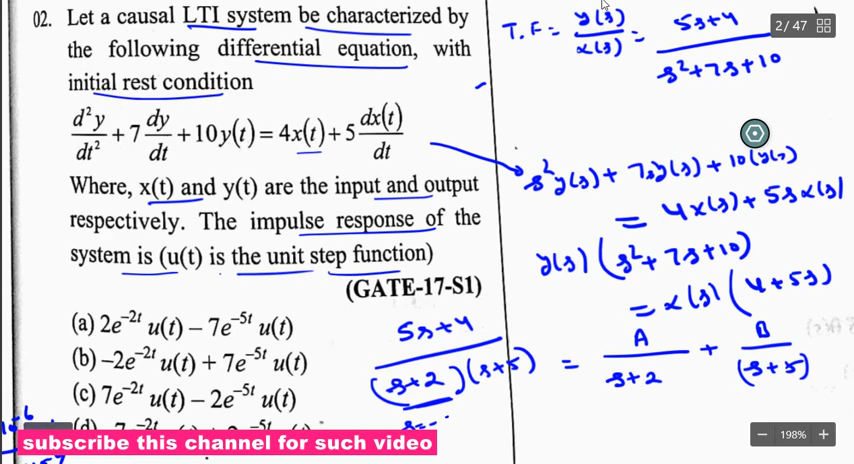 02. Let a causal LTI system be characterized by
the following differential equation, with
initial rest condition
d²y/dt² + 7 dy/dt + 10y(t) = 4x(t) + 5 dx(t)/dt
Where, x(t) and y(t) are the input and output
respectively. The impulse response of the
system is (u(t) is the unit step function)
(GATE-17-S1)
(a) 2e⁻²ᵗ u(t) – 7e⁻⁵ᵗ u(t)
(b) –2e⁻²ᵗ u(t) + 7e⁻⁵ᵗ u(t)
(c) 7e⁻²ᵗ u(t) – 2e⁻⁵ᵗ u(t)
subscribe this channel for such video
T.F = y(s)/x(s) = 5s+4/s²+7s+10
s²y(s) + 7sy(s) + 10(y(s)
= 4x(s) + 5sx(s)
y(s) (s²+7s+10)
= x(s) (4+5s)
5s+4/(s+2)(s+5) = A/s+2 + B/(s+5)
2 / 47
198%